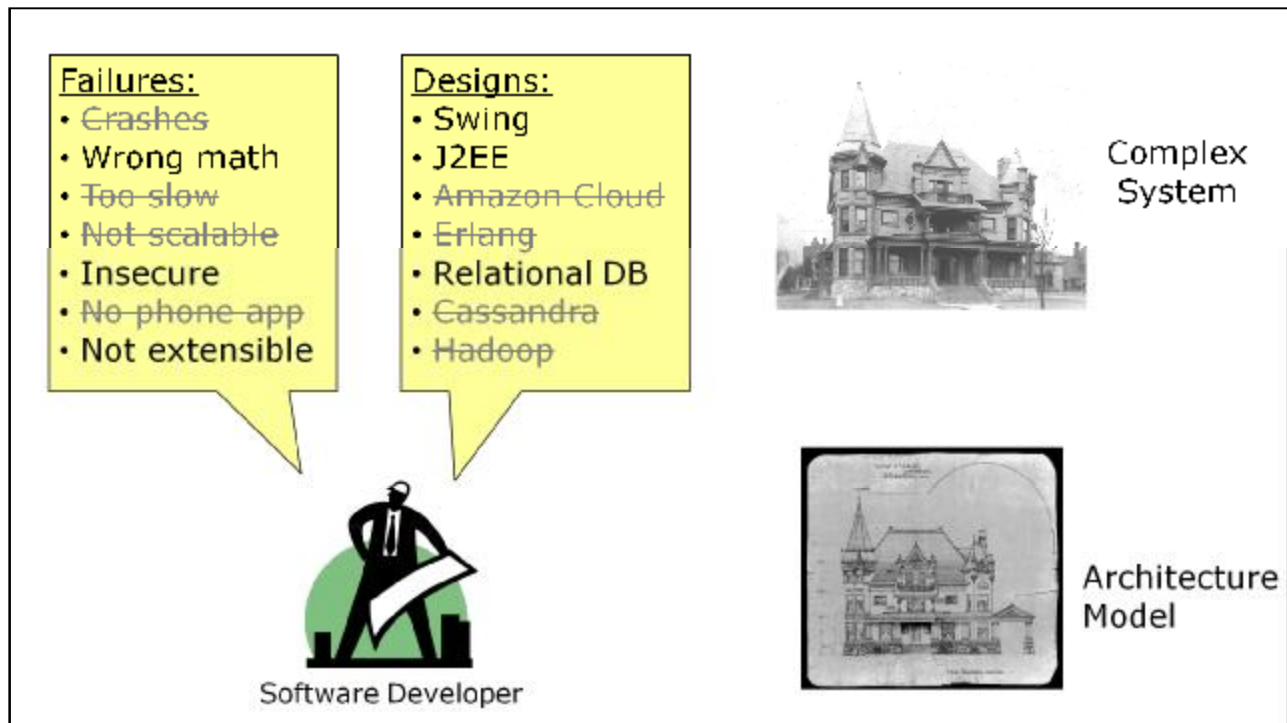 Failures:
• Crashes
• Wrong math
• Too slow
• Not scalable
• Insecure
• No phone app
• Not extensible
Designs:
• Swing
• J2EE
• Amazon Cloud
• Erlang
• Relational DB
• Cassandra
• Hadoop
Complex
System
Software Developer
Architecture
Model